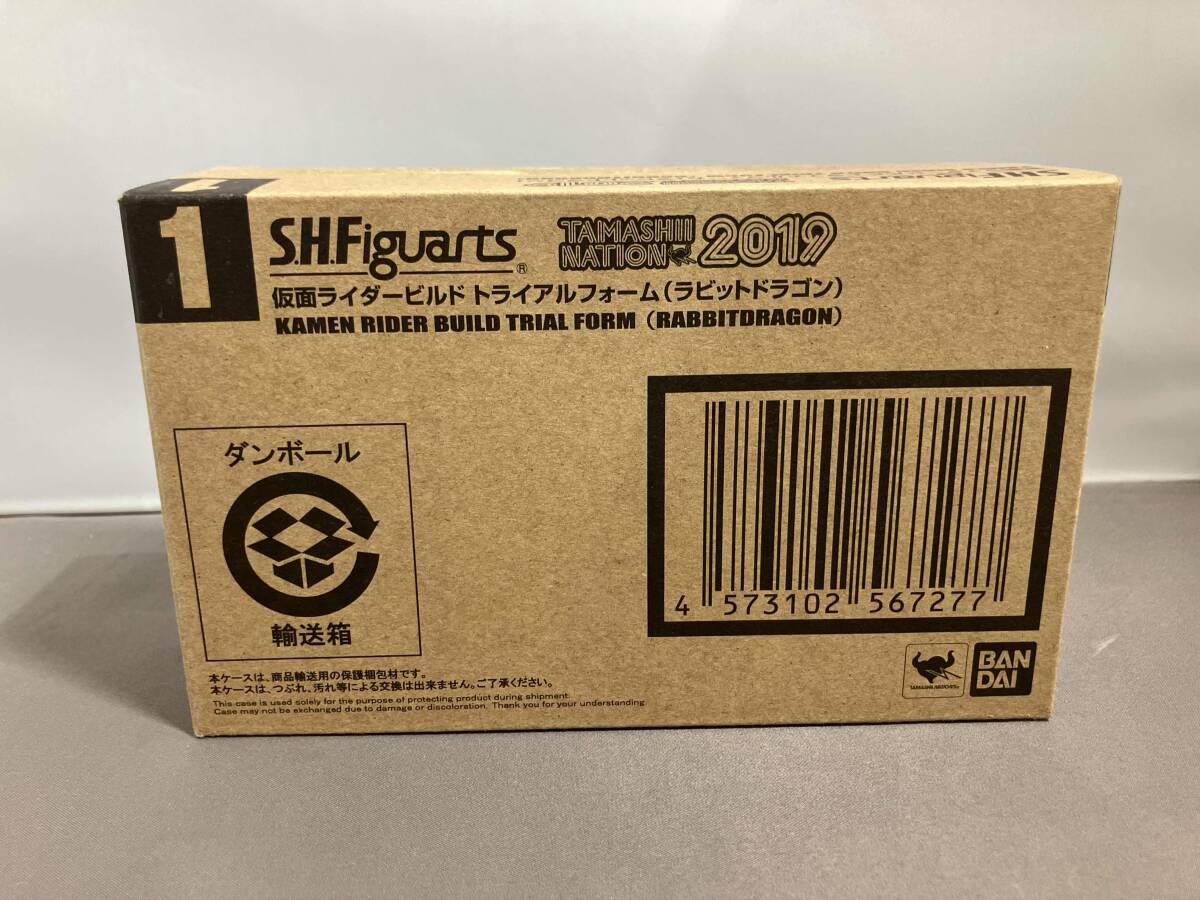 1
S.H.Figuarts®
TAMASHII NATION 2019
仮面ライダービルド トライアルフォーム(ラビットドラゴン)
KAMEN RIDER BUILD TRIAL FORM (RABBITDRAGON)
ダンボール
輸送箱
4 573102 567277
本ケースは、商品輸送用の保護梱包材です。
本ケースは、つぶれ、汚れ等による交換は出来ません。ご了承ください。
This case is used solely for the purpose of protecting product during shipment.
Case may not be exchanged due to damage or discoloration. Thank you for your understanding.
TAMASHII NATIONS
BAN
DAI